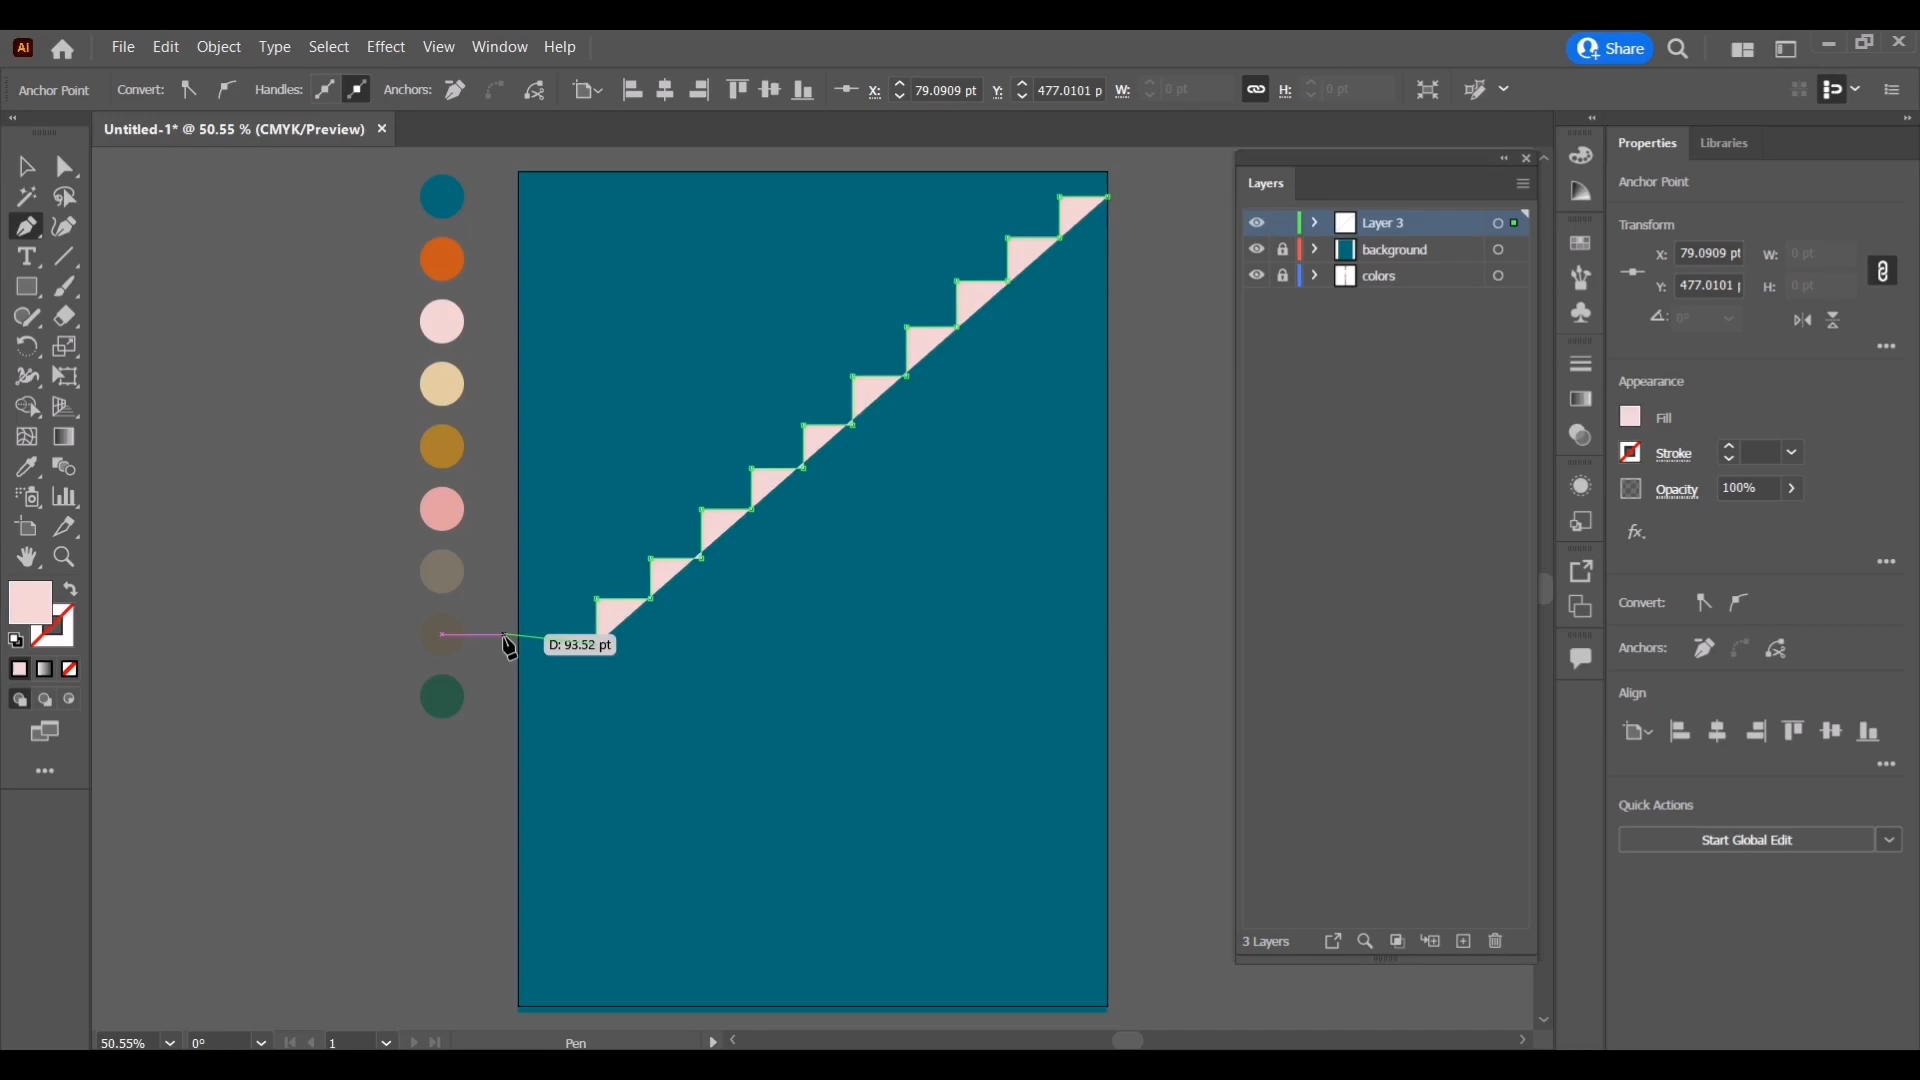 Ai File Edit Object Type Select Effect View Window Help Share
Anchor Point Convert: Handles: Anchors: X: 79.0909 pt Y: 477.0101 p W: 0 pt H: 0 pt
Untitled-1* @ 50.55 % (CMYK/Preview) ×
Layers
Layer 3
background
colors
3 Layers
D: 93.52 pt
50.55% 0° 1 Pen
Properties Libraries
Anchor Point
Transform
X: 79.0909 pt W: 0 pt
Y: 477.0101 H: 0 pt
0°
Appearance
Fill
Stroke
Opacity 100%
fx.
Convert:
Anchors:
Align
Quick Actions
Start Global Edit